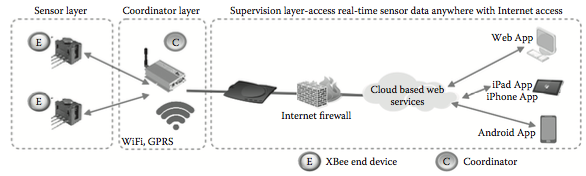 Sensor layer
Coordinator layer
Supervision layer-access real-time sensor data anywhere with Internet access
E
C
Web App
E
Cloud based web
services
iPad App
iPhone App
Internet firewall
Android App
WiFi, GPRS
E XBee end device
C Coordinator